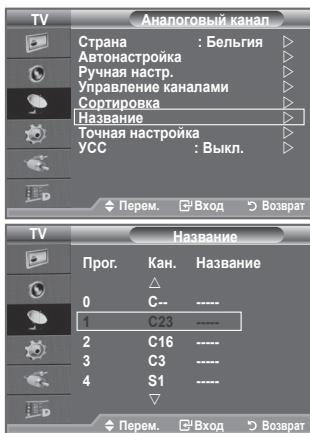 TV Аналоговый канал
Страна : Бельгия
Автонастройка
Ручная настр.
Управление каналами
Сортировка
Название
Точная настройка
УСС : Выкл.
Перем. Вход Возврат
TV Название
Прог. Кан. Название
0 C-- -----
1 C23 -----
2 C16 -----
3 C3 -----
4 S1 -----
Перем. Вход Возврат